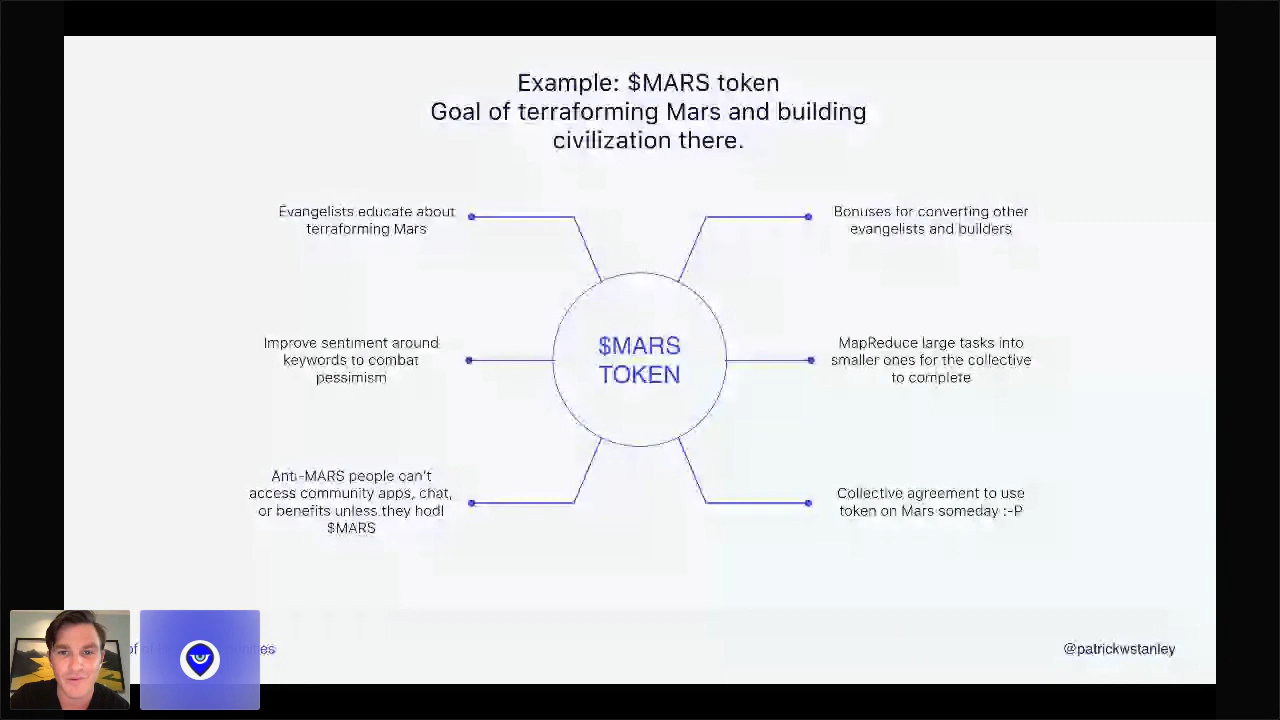 Example: $MARS token
Goal of terraforming Mars and building
civilization there.
Evangelists educate about
terraforming Mars
Bonuses for converting other
evangelists and builders
Improve sentiment around
keywords to combat
pessimism
$MARS
TOKEN
MapReduce large tasks into
smaller ones for the collective
to complete
Anti-MARS people can't
access community apps, chat,
or benefits unless they hodl
$MARS
Collective agreement to use
token on Mars someday :-P
@patrickwstanley